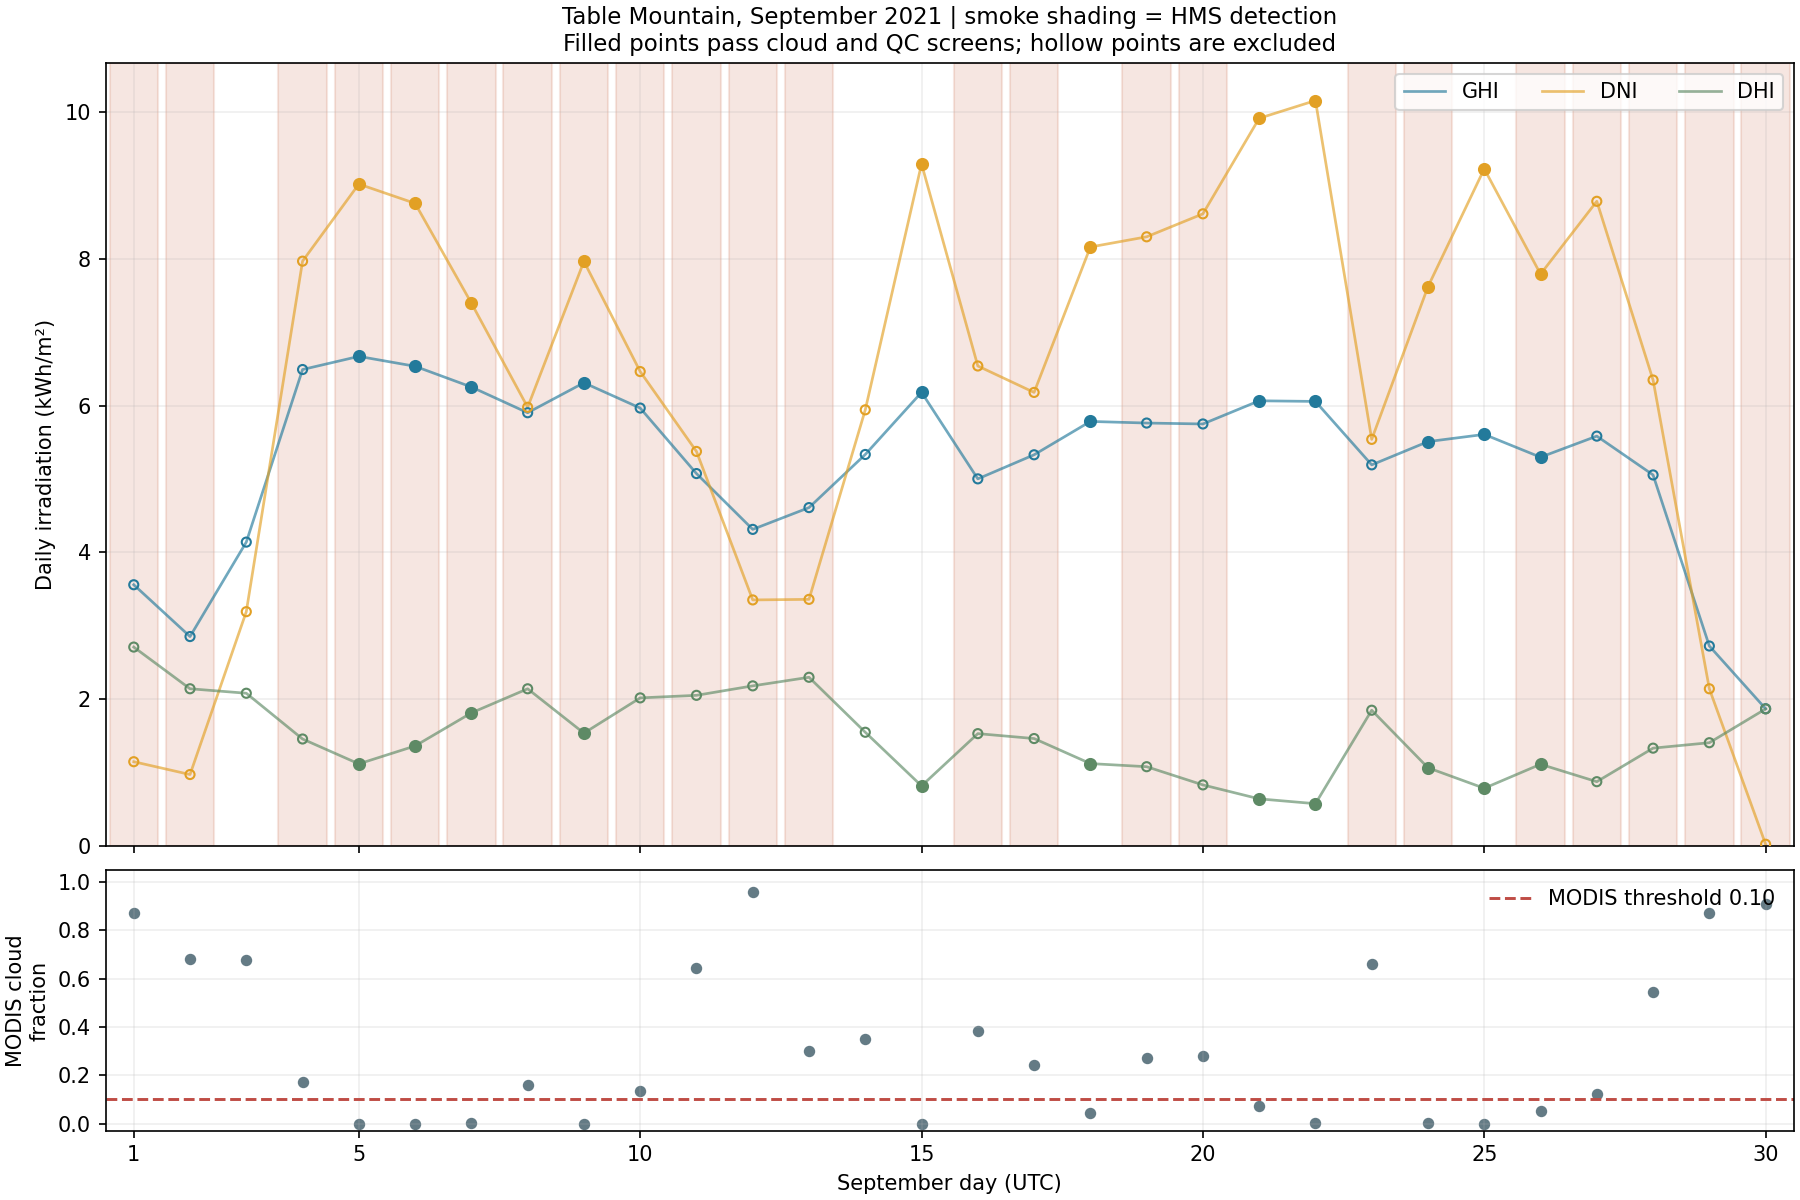 Table Mountain, September 2021 | smoke shading = HMS detection
Filled points pass cloud and QC screens; hollow points are excluded
GHI DNI DHI
Daily irradiation (kWh/m²)
10
8
6
4
2
0
MODIS threshold 0.10
MODIS cloud
fraction
1.0
0.8
0.6
0.4
0.2
0.0
1 5 10 15 20 25 30
September day (UTC)